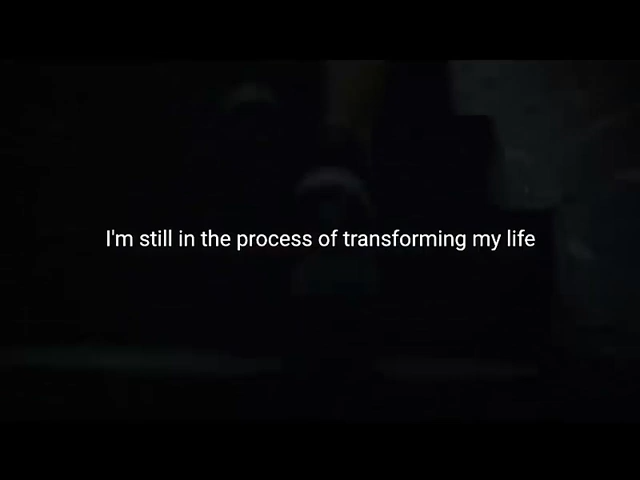 I'm still in the process of transforming my life